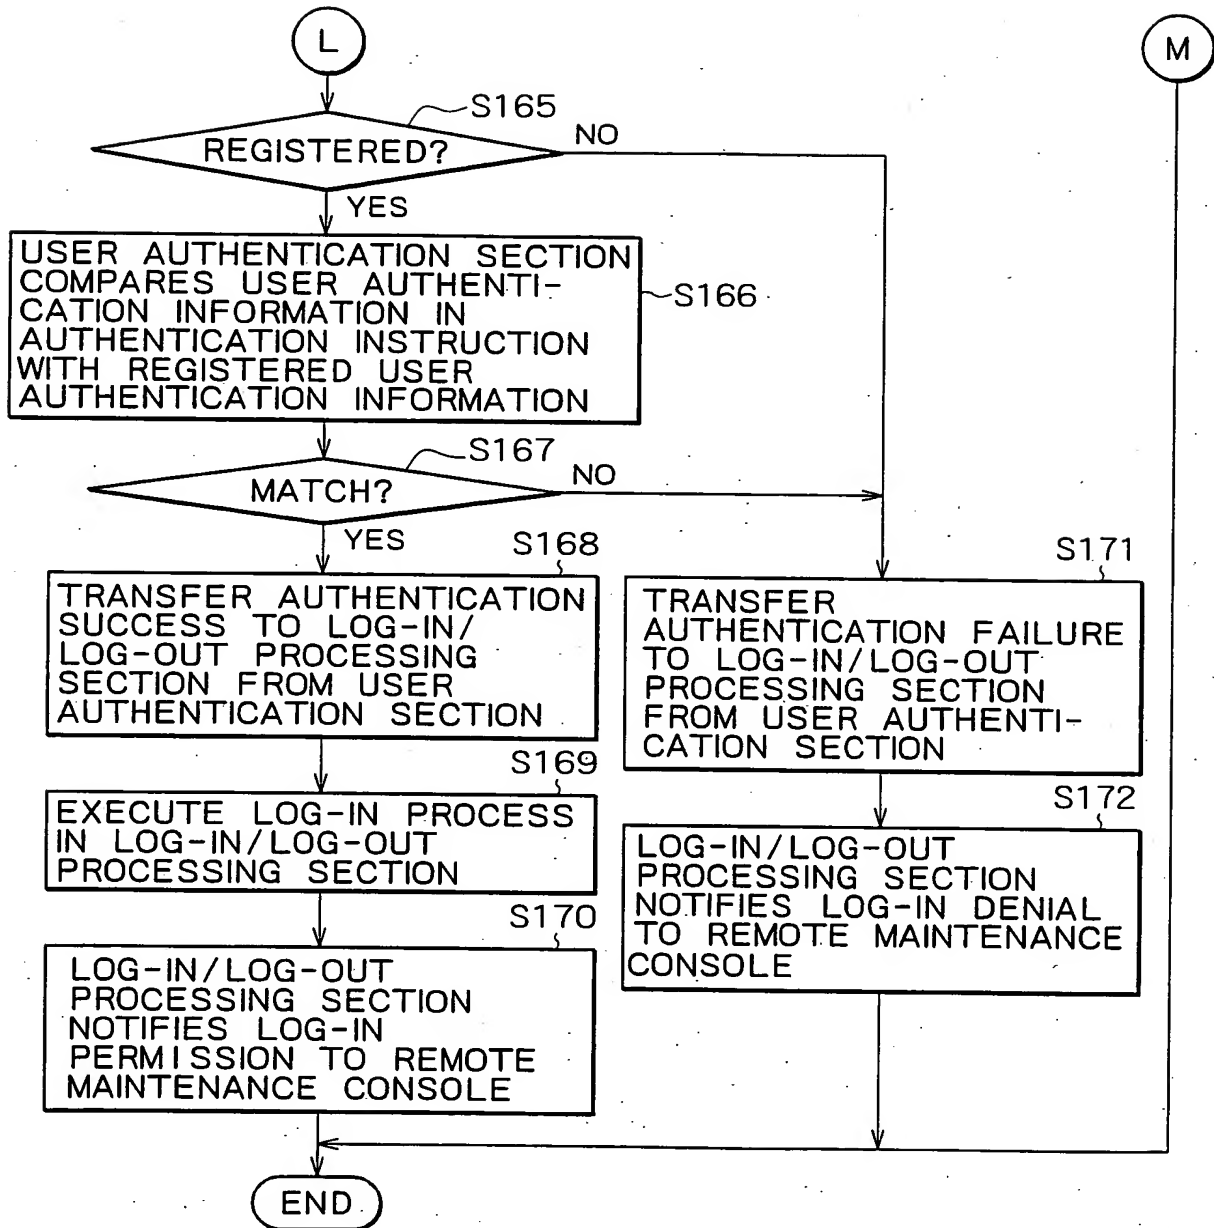 L
M
S165
REGISTERED?
NO
YES
USER AUTHENTICATION SECTION
COMPARES USER AUTHENTI-
CATION INFORMATION IN
AUTHENTICATION INSTRUCTION
WITH REGISTERED USER
AUTHENTICATION INFORMATION
S166
S167
MATCH?
NO
YES
S168
TRANSFER AUTHENTICATION
SUCCESS TO LOG-IN/
LOG-OUT PROCESSING
SECTION FROM USER
AUTHENTICATION SECTION
S171
TRANSFER
AUTHENTICATION FAILURE
TO LOG-IN/LOG-OUT
PROCESSING SECTION
FROM USER AUTHENTI-
CATION SECTION
S169
EXECUTE LOG-IN PROCESS
IN LOG-IN/LOG-OUT
PROCESSING SECTION
S172
LOG-IN/LOG-OUT
PROCESSING SECTION
NOTIFIES LOG-IN DENIAL
TO REMOTE MAINTENANCE
CONSOLE
S170
LOG-IN/LOG-OUT
PROCESSING SECTION
NOTIFIES LOG-IN
PERMISSION TO REMOTE
MAINTENANCE CONSOLE
END